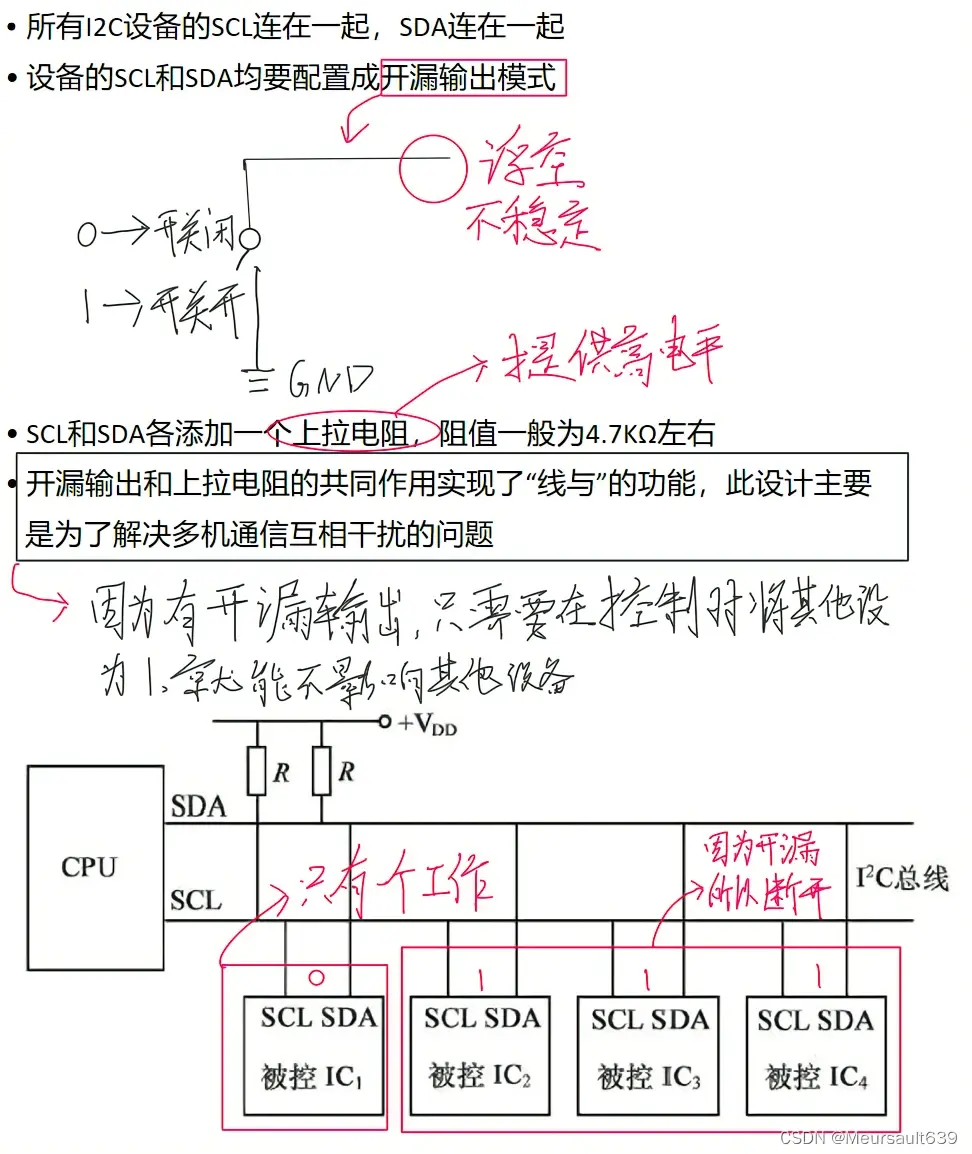 • 所有I2C设备的SCL连在一起，SDA连在一起
• 设备的SCL和SDA均要配置成开漏输出模式
浮空
不稳定
0→开关闭
1→开关开
GND
提供高电平
• SCL和SDA各添加一个上拉电阻，阻值一般为4.7KΩ左右
• 开漏输出和上拉电阻的共同作用实现了“线与”的功能，此设计主要
是为了解决多机通信互相干扰的问题
因为有开漏输出，只需要在控制时将其他设
为1、就能不影响其他设备
+VDD
R R
SDA
CPU
因为开漏
只有个工作
所以断开
I²C总线
SCL
0 1 1 1
SCL SDA SCL SDA SCL SDA SCL SDA
被控 IC₁ 被控 IC₂ 被控 IC₃ 被控 IC₄
CSDN @Meursault639